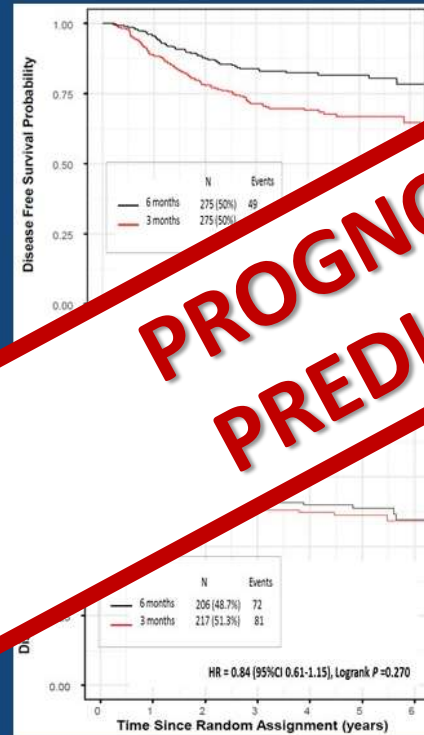 1.00
0.75
0.50
0.25
0.00
Disease Free Survival Probability
N Events
6 months 275 (50%) 49
3 months 275 (50%)
PROGNO
PREDI
N Events
6 months 206 (48.7%) 72
3 months 217 (51.3%) 81
HR = 0.84 (95%CI 0.61-1.15), Logrank P =0.270
0.00
0 1 2 3 4 5 6
Time Since Random Assignment (years)